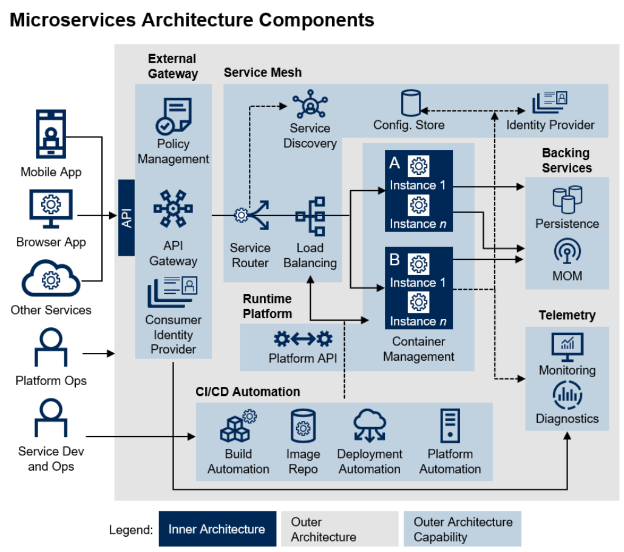 Microservices Architecture Components
External
Gateway
Service Mesh
Policy
Management
Service
Discovery
Config. Store
Identity Provider
Mobile App
Browser App
Other Services
API
API
Gateway
Service
Router
Load
Balancing
A
Instance 1
Instance n
B
Instance 1
Instance n
Container
Management
Backing
Services
Persistence
MOM
Consumer
Identity
Provider
Runtime
Platform
Platform API
Telemetry
Monitoring
Diagnostics
Platform Ops
Service Dev
and Ops
CI/CD Automation
Build
Automation
Image
Repo
Deployment
Automation
Platform
Automation
Legend:
Inner Architecture
Outer
Architecture
Outer Architecture
Capability